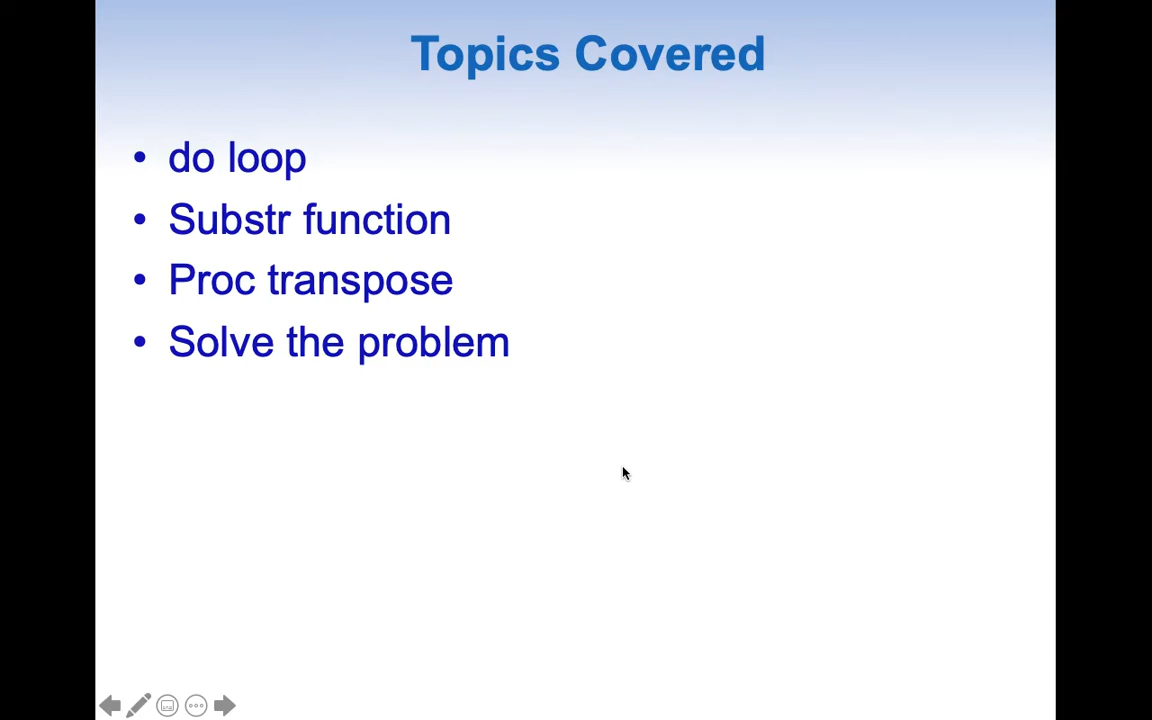 Topics Covered
• do loop
• Substr function
• Proc transpose
• Solve the problem